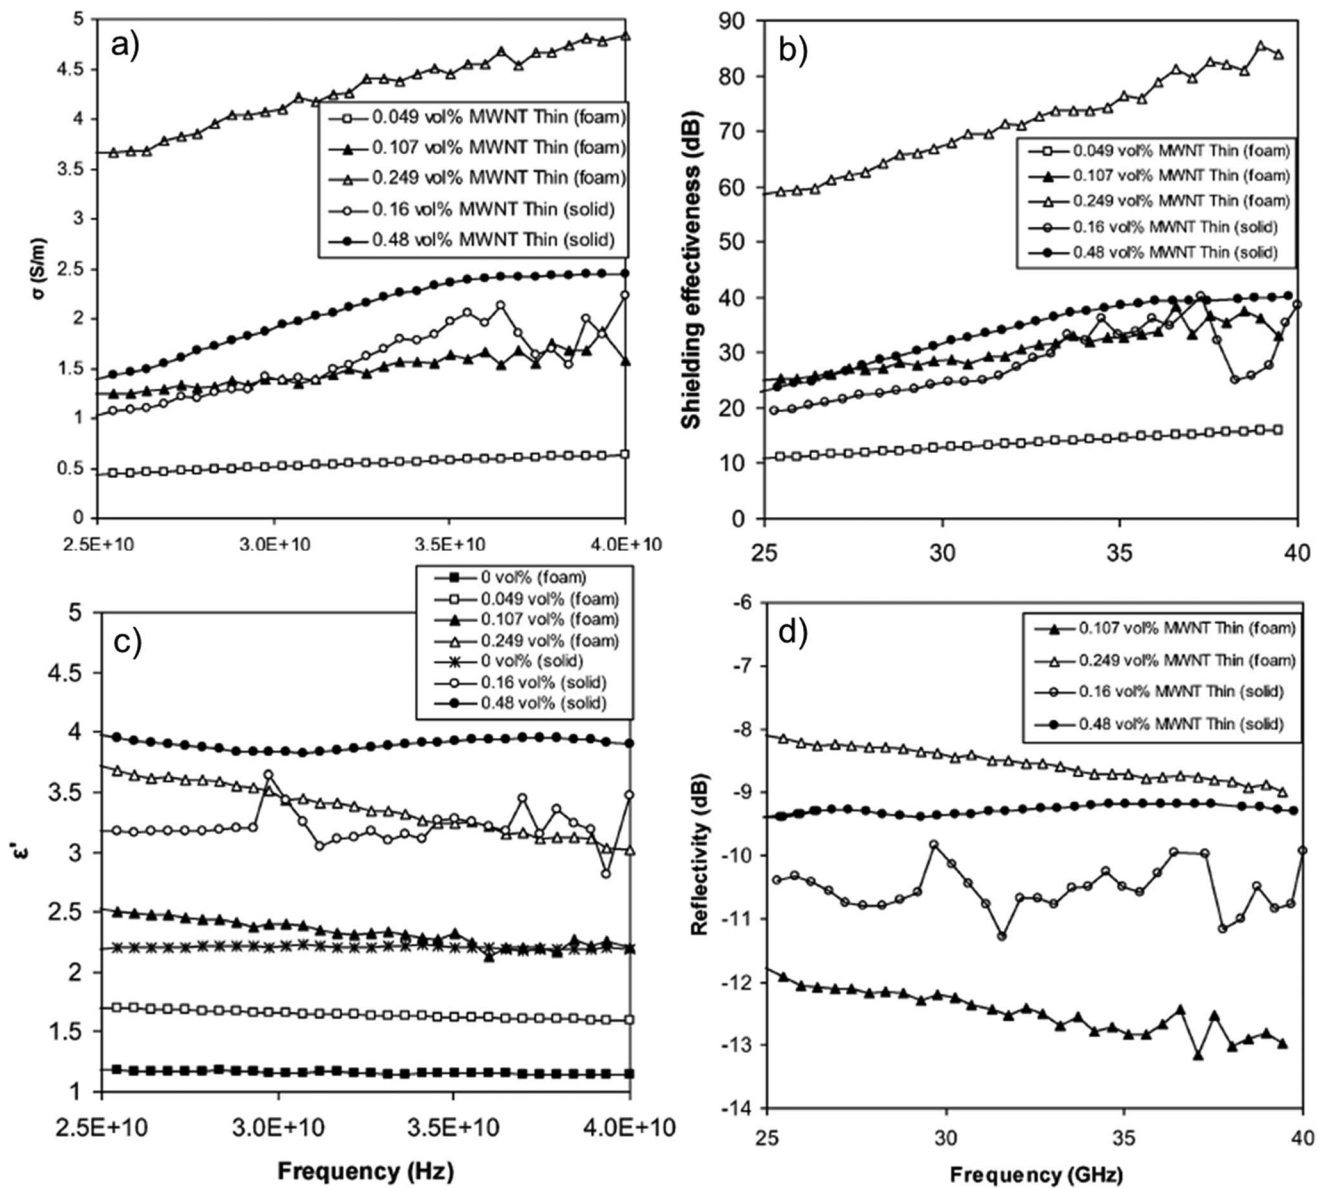 a)
σ (S/m)
5
4.5
4
3.5
3
2.5
2
1.5
1
0.5
0
0.049 vol% MWNT Thin (foam)
0.107 vol% MWNT Thin (foam)
0.249 vol% MWNT Thin (foam)
0.16 vol% MWNT Thin (solid)
0.48 vol% MWNT Thin (solid)
2.5E+10 3.0E+10 3.5E+10 4.0E+10
b)
Shielding effectiveness (dB)
90
80
70
60
50
40
30
20
10
0
0.049 vol% MWNT Thin (foam)
0.107 vol% MWNT Thin (foam)
0.249 vol% MWNT Thin (foam)
0.16 vol% MWNT Thin (solid)
0.48 vol% MWNT Thin (solid)
25 30 35 40
c)
ε'
5
4.5
4
3.5
3
2.5
2
1.5
1
0 vol% (foam)
0.049 vol% (foam)
0.107 vol% (foam)
0.249 vol% (foam)
0 vol% (solid)
0.16 vol% (solid)
0.48 vol% (solid)
2.5E+10 3.0E+10 3.5E+10 4.0E+10
Frequency (Hz)
d)
Reflectivity (dB)
-6
-7
-8
-9
-10
-11
-12
-13
-14
0.107 vol% MWNT Thin (foam)
0.249 vol% MWNT Thin (foam)
0.16 vol% MWNT Thin (solid)
0.48 vol% MWNT Thin (solid)
25 30 35 40
Frequency (GHz)